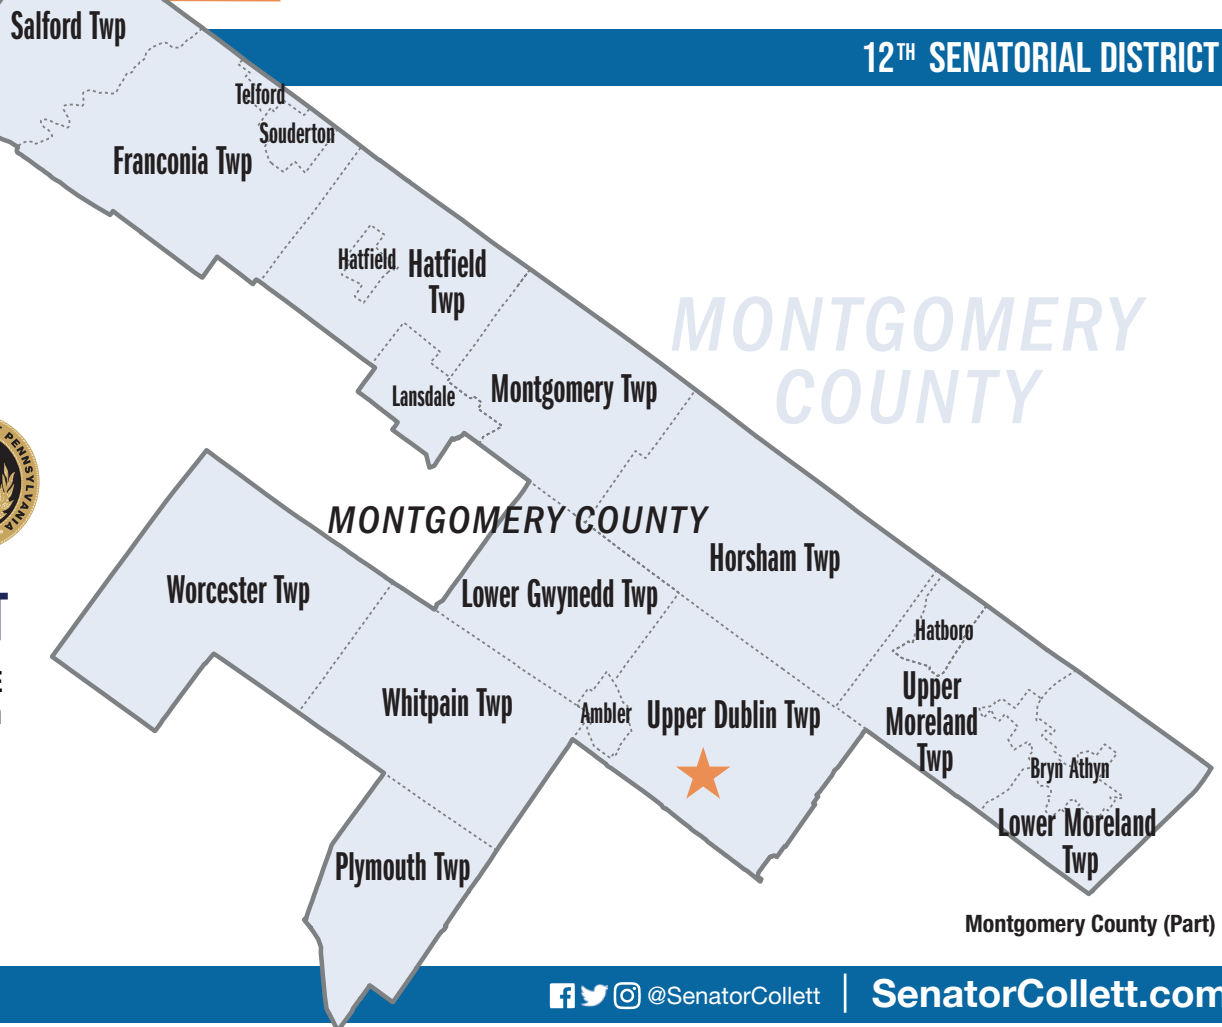 Salford Twp
12TH SENATORIAL DISTRICT
Telford
Souderton
Franconia Twp
Hatfield
Hatfield
Twp
MONTGOMERY
COUNTY
Lansdale
Montgomery Twp
PENNSYLVANIA
MONTGOMERY COUNTY
Horsham Twp
Worcester Twp
Lower Gwynedd Twp
Hatboro
Whitpain Twp
Ambler
Upper Dublin Twp
Upper
Moreland
Twp
Bryn Athyn
Lower Moreland
Twp
Plymouth Twp
Montgomery County (Part)
@SenatorCollett
SenatorCollett.com